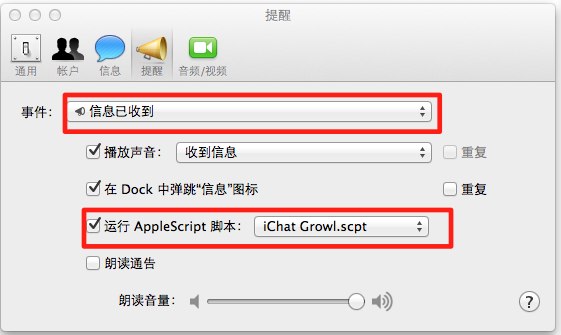 提醒
通用 帐户 信息 提醒 音频/视频
事件: 信息已收到
播放声音: 收到信息 重复
在 Dock 中弹跳“信息”图标 重复
运行 AppleScript 脚本: iChat Growl.scpt
朗读通告
朗读音量: ?